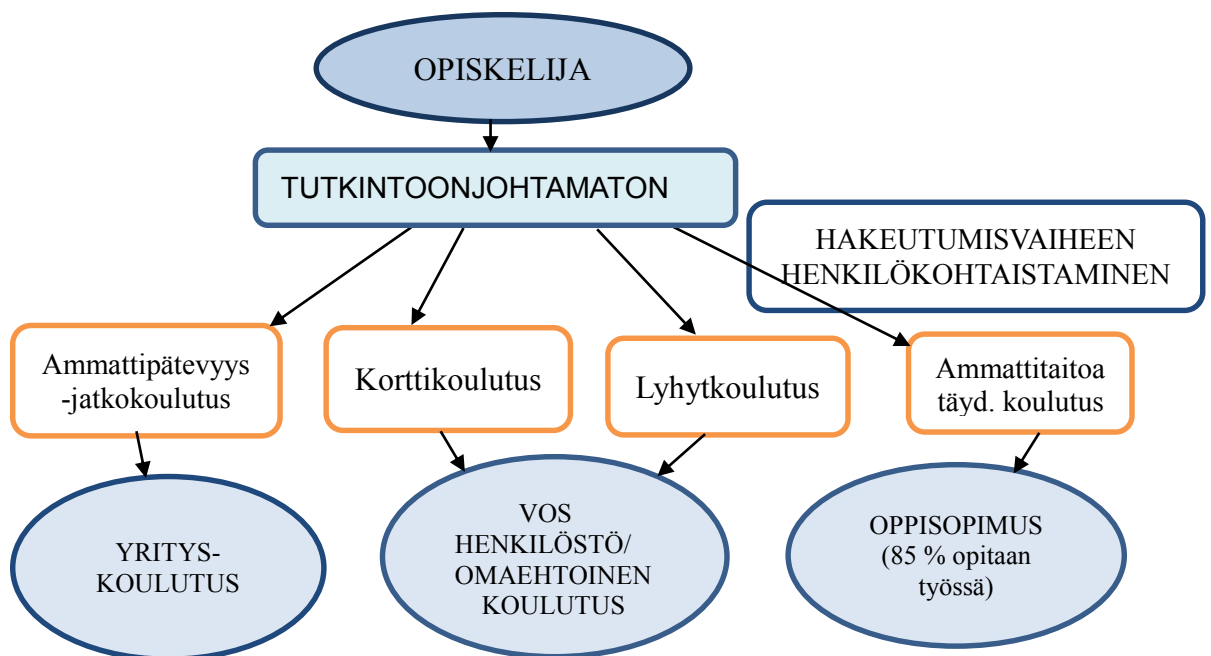 OPISKELIJA
TUTKINTOONJOHTAMATON
HAKEUTUMISVAIHEEN
HENKILÖKOHTAISTAMINEN
Ammattipätevyys
-jatkokoulutus
Korttikoulutus
Lyhytkoulutus
Ammattitaitoa
täyd. koulutus
YRITYS-
KOULUTUS
VOS
HENKILÖSTÖ/
OMAEHTOINEN
KOULUTUS
OPPISOPIMUS
(85 % opitaan
työssä)